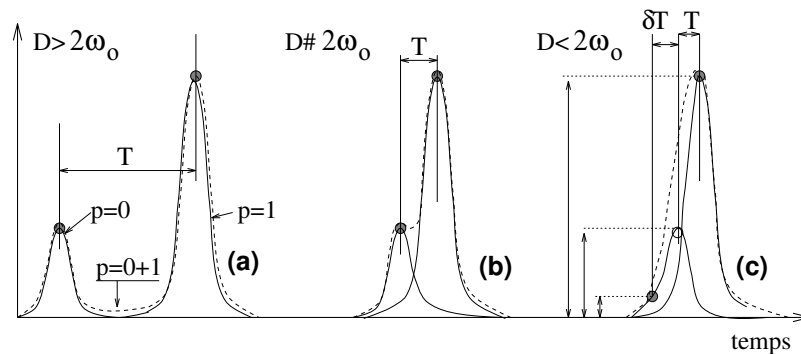 D> 2ω₀
D# 2ω₀
D< 2ω₀
δT
T
T
T
p=0
p=1
p=0+1
(a)
(b)
(c)
temps